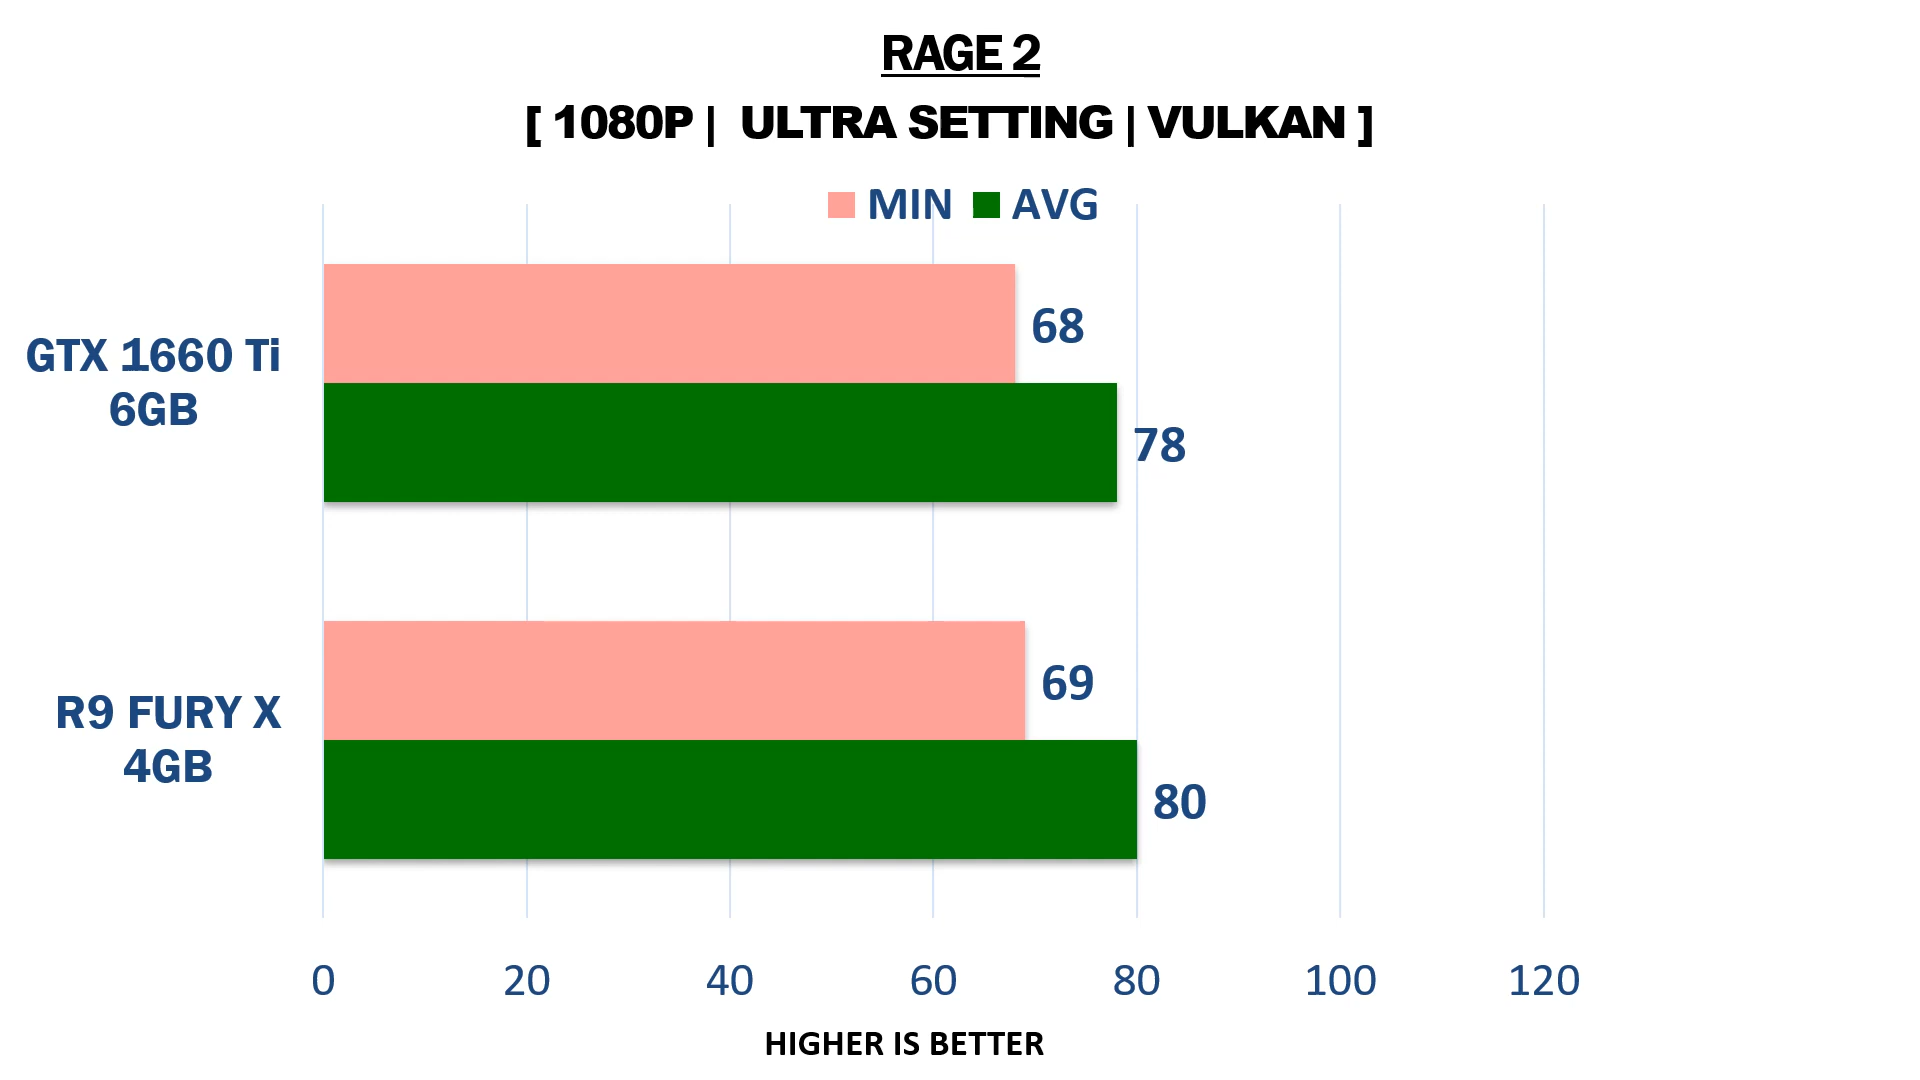 RAGE 2
[ 1080P | ULTRA SETTING | VULKAN ]
MIN AVG
GTX 1660 Ti
6GB
68
78
R9 FURY X
4GB
69
80
0 20 40 60 80 100 120
HIGHER IS BETTER